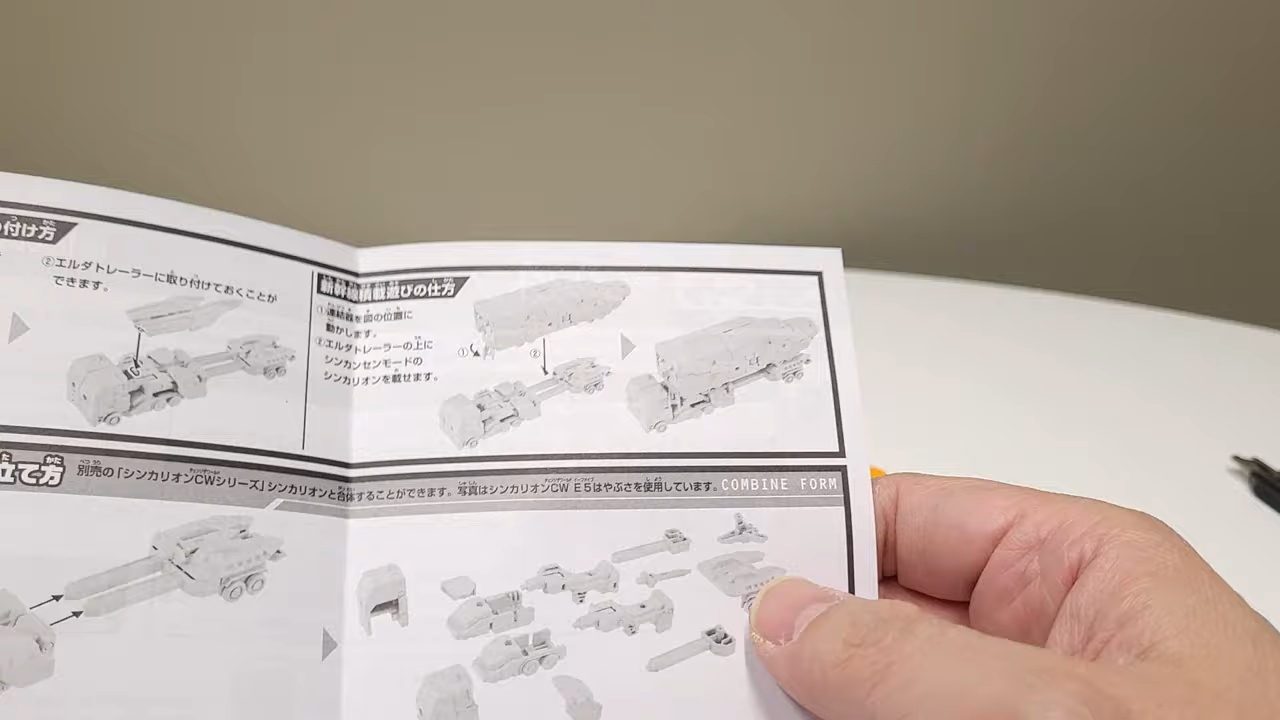 付け方
②エルダトレーラーに取り付けておくことが
できます。
新幹線積載遊びの仕方
①連結器を図の位置に
動かします。
②エルダトレーラーの上に
シンカンセンモードの
シンカリオンを載せます。
①
②
立て方
別売の「シンカリオンCWシリーズ」シンカリオンと合体することができます。写真はシンカリオンCW E5はやぶさを使用しています。
COMBINE FORM